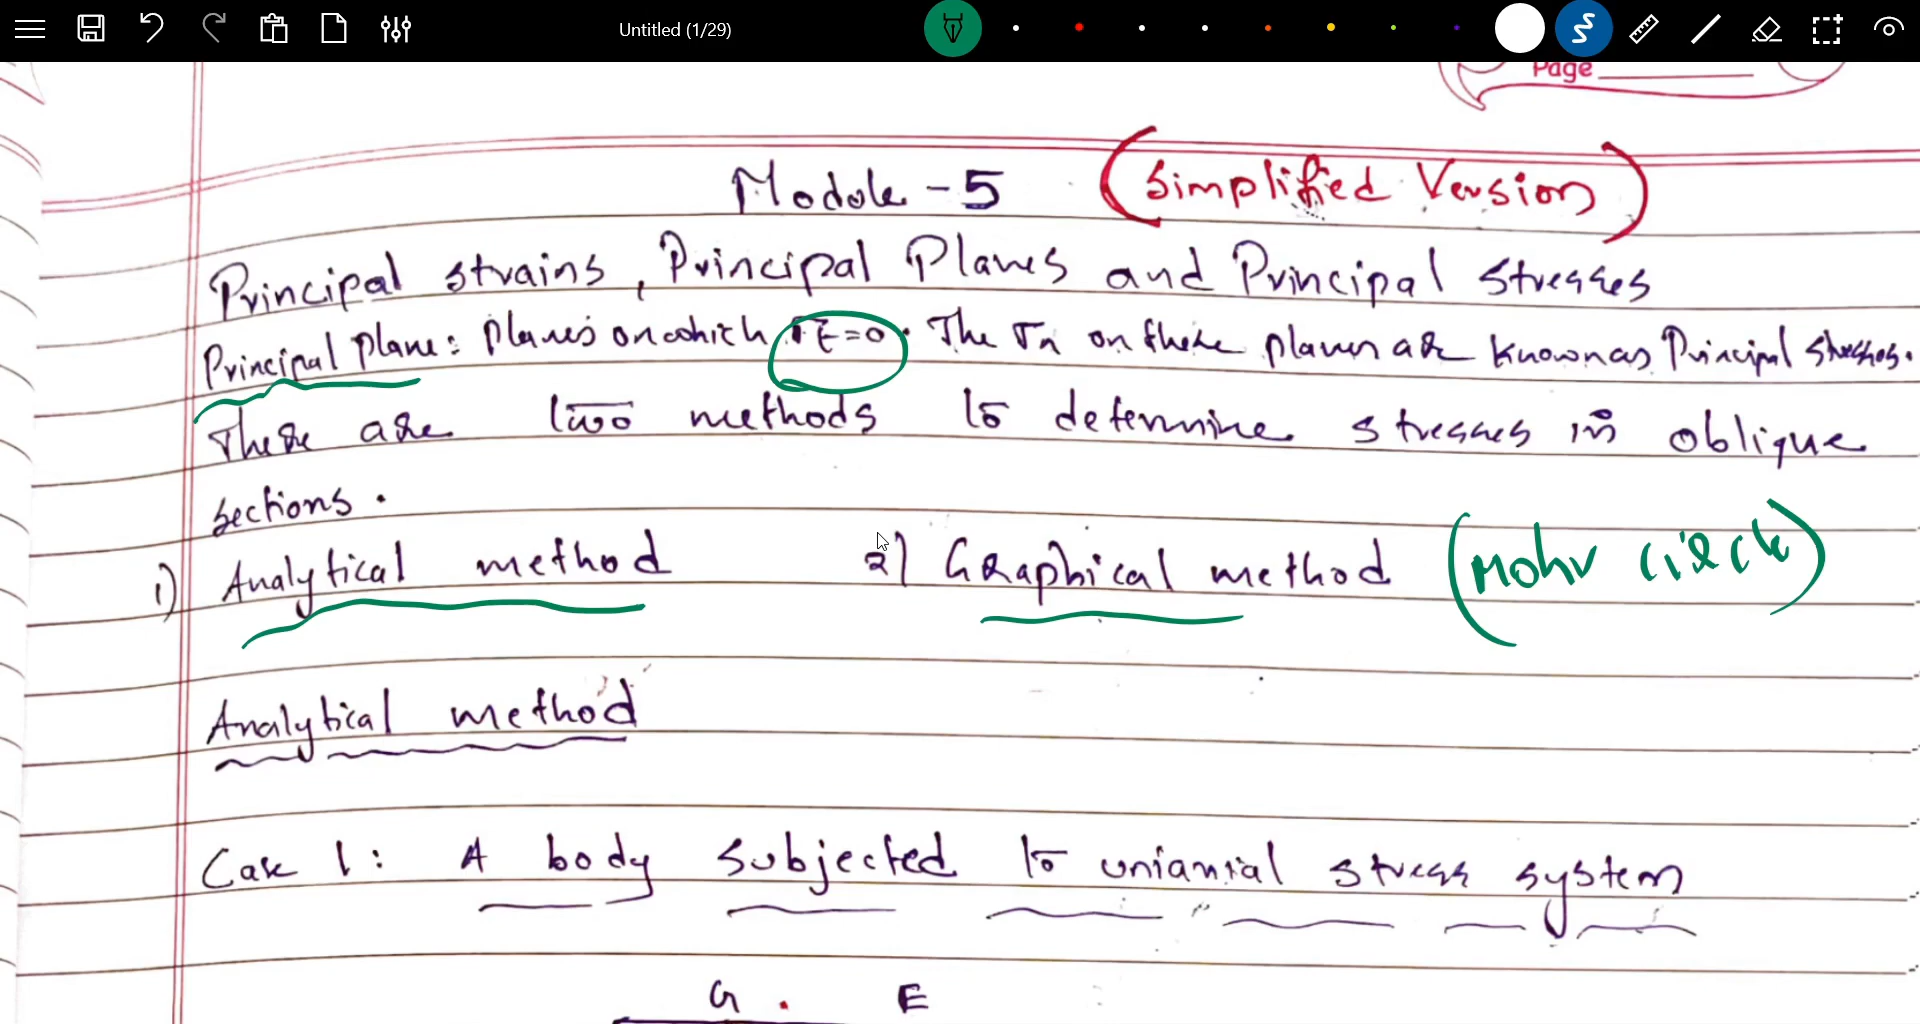 Untitled (1/29)
Page
Module - 5 (Simplified Version)
Principal strains, Principal Planes and Principal Stresses
Principal plane: Planes on which σt=0. The σn on these planes are known as Principal stresses.
There are two methods to determine stresses in oblique
sections.
1) Analytical method 2) Graphical method (Mohr circle)
Analytical method
Case 1: A body subjected to uniaxial stress system
G E